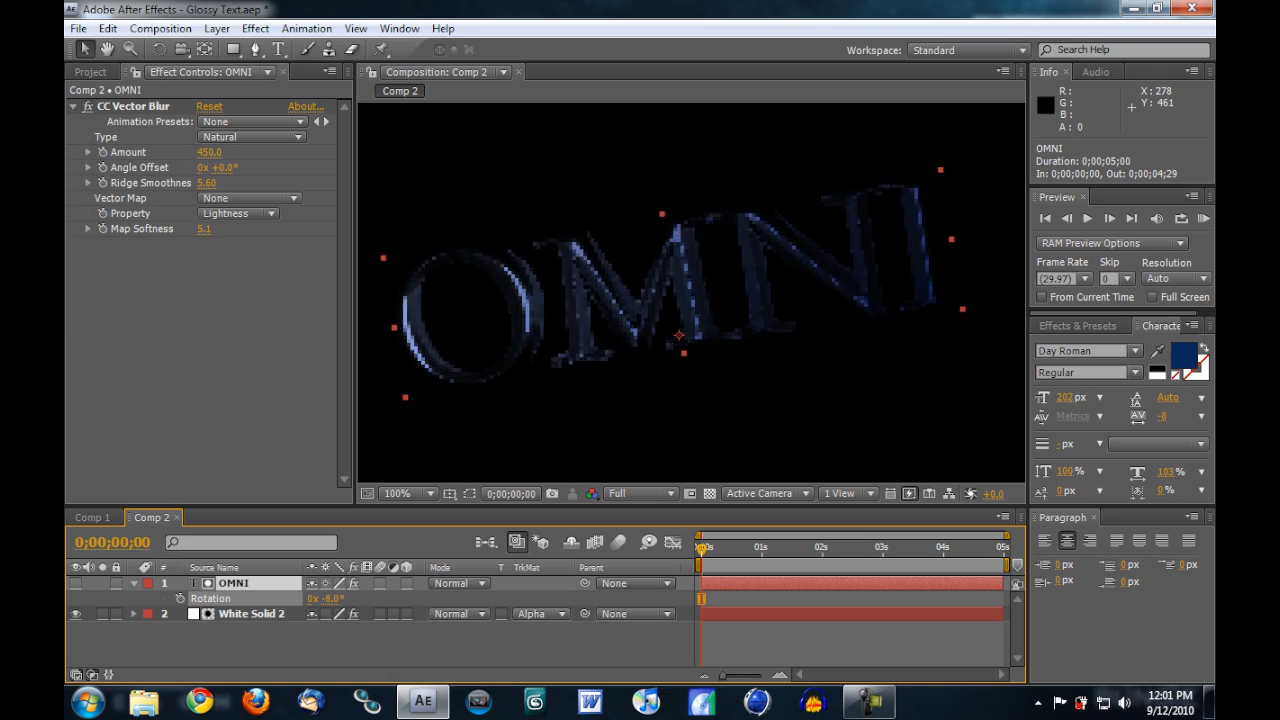 Adobe After Effects - Glossy Text.aep *
File Edit Composition Layer Effect Animation View Window Help
Workspace: Standard Search Help
Project Effect Controls: OMNI Composition: Comp 2 Info Audio
Comp 2 • OMNI
Comp 2
R: X: 278
G: Y: 461
B:
A: 0
fx CC Vector Blur Reset About...
Animation Presets: None
Type Natural
Amount 450.0
Angle Offset 0x +0.0°
Ridge Smoothnes 5.60
Vector Map None
Property Lightness
Map Softness 5.1
OMNI
OMNI
Duration: 0;00;05;00
In: 0;00;00;00, Out: 0;00;04;29
Preview
RAM Preview Options
Frame Rate Skip Resolution
(29.97) 0 Auto
From Current Time Full Screen
Effects & Presets Characte
Day Roman
Regular
202 px Auto
Metrics -8
- px
100 % 103 %
0 px 0 %
100% 0;00;00;00 Full Active Camera 1 View +0.0
Comp 1 Comp 2 Paragraph
0;00;00;00 01s 02s 03s 04s 05s
# Source Name Mode T TrkMat Parent
1 T OMNI fx Normal None
Rotation 0x -8.0°
2 White Solid 2 fx Normal Alpha None
0 px 0 px 0 px
0 px 0 px
Ae W
12:01 PM
9/12/2010